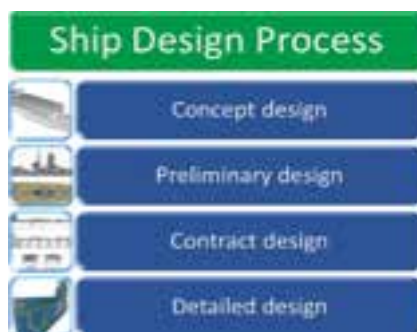 Ship Design Process
Concept design
Preliminary design
Contract design
Detailed design